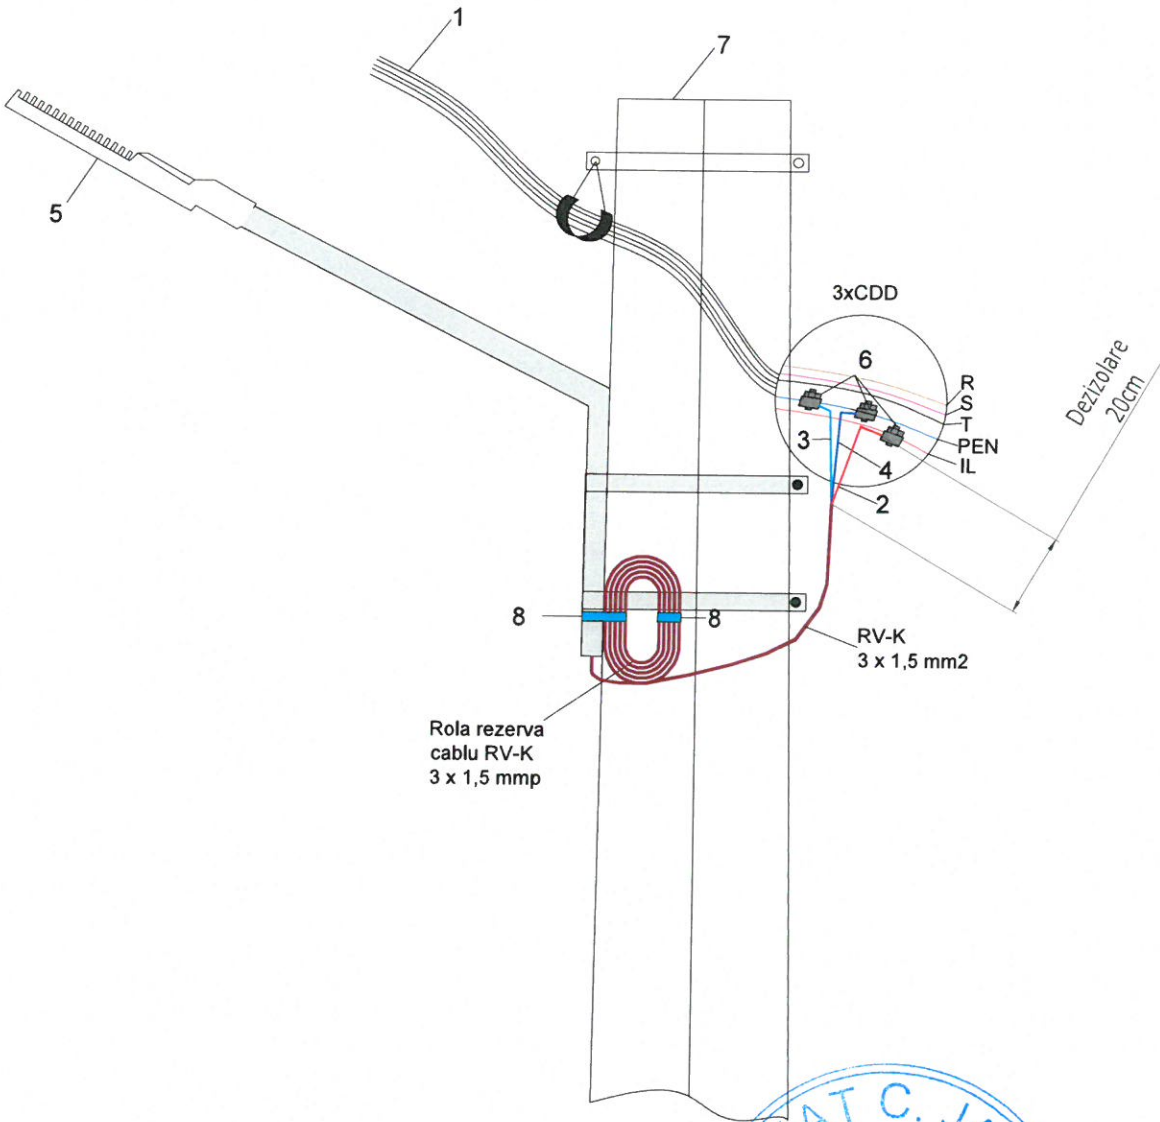 1
7
5
3xCDD
6
R
S
T
PEN
IL
3
4
2
Dezizolare
20cm
8
8
RV-K
3 x 1,5 mm2
Rola rezerva
cablu RV-K
3 x 1,5 mmp
AT C.